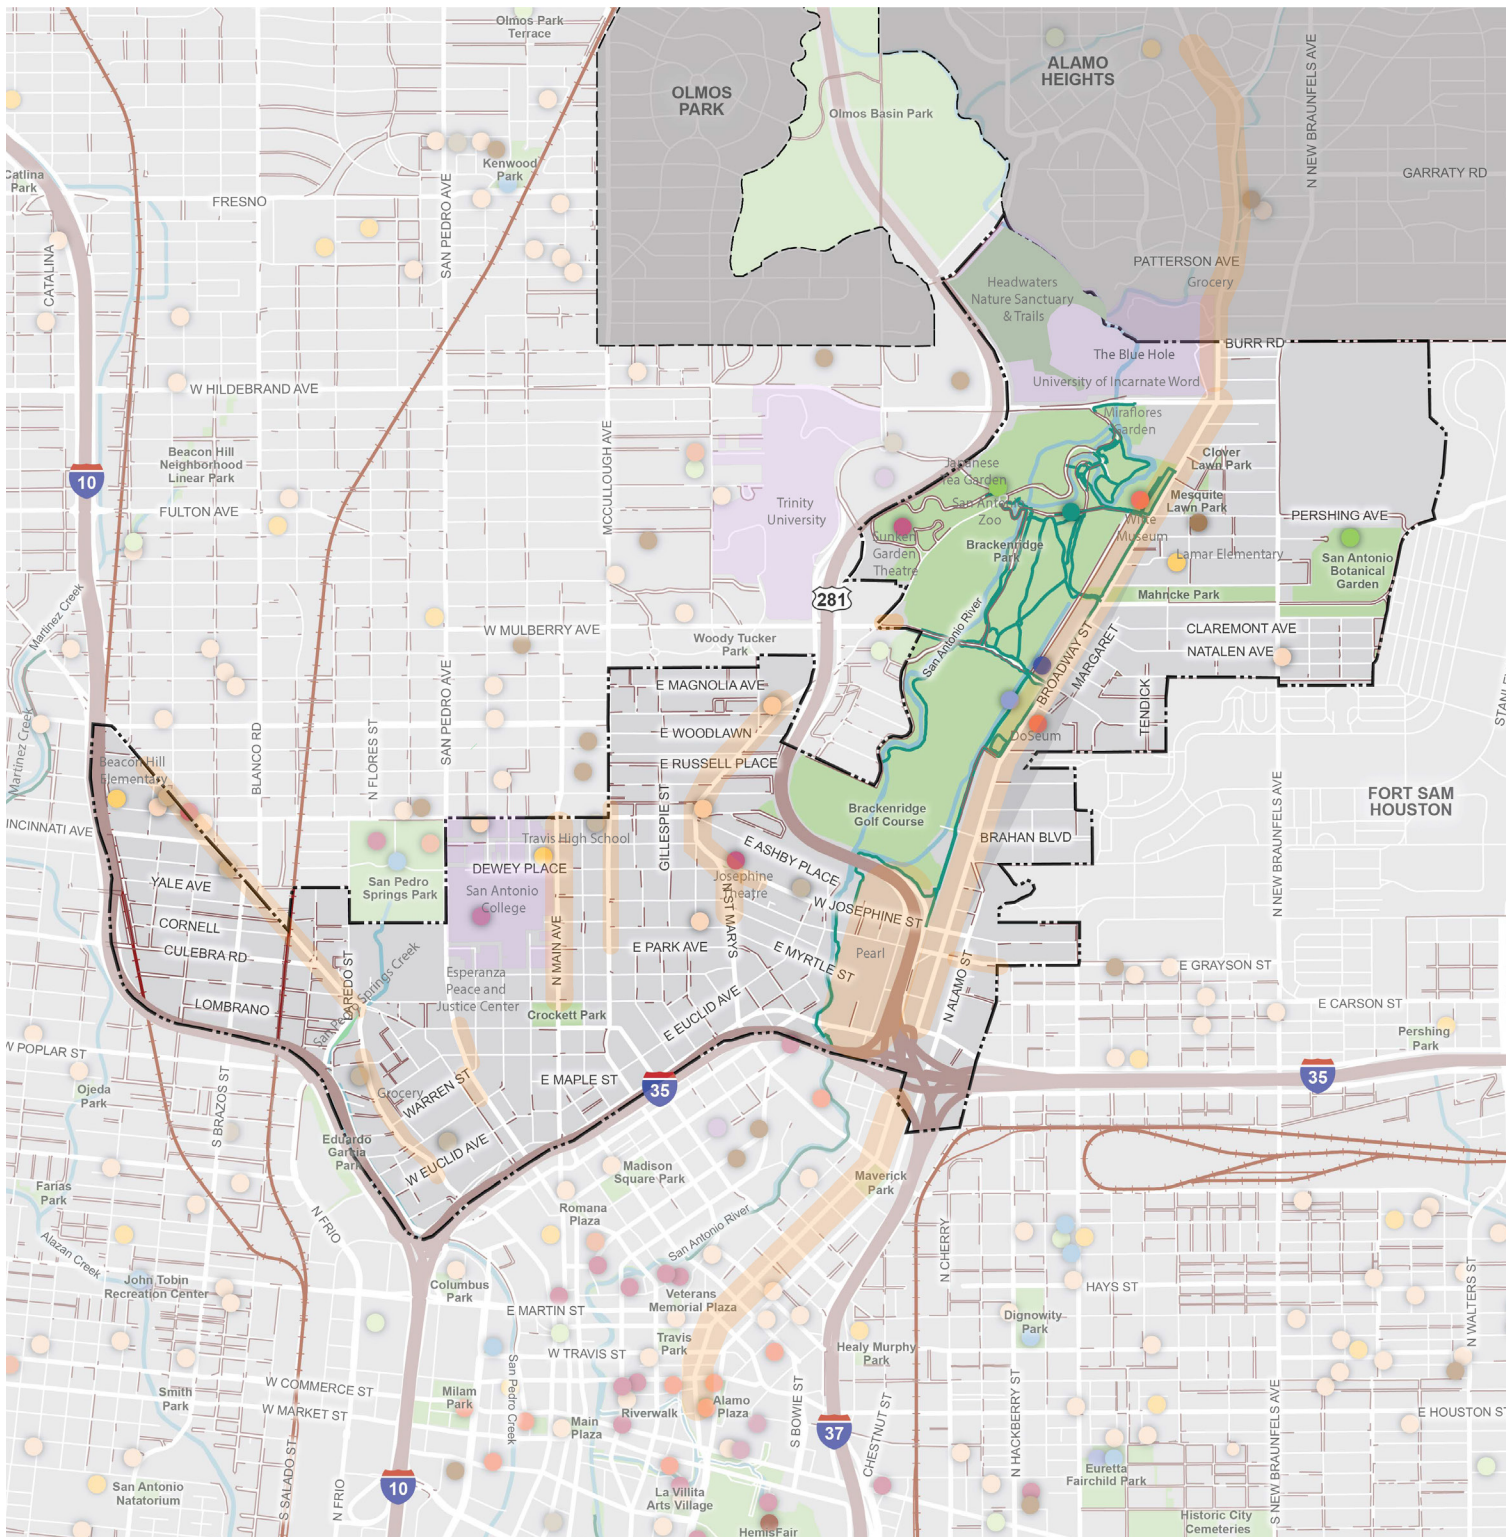 Olmos Park
Terrace
OLMOS
PARK
ALAMO
HEIGHTS
Olmos Basin Park
N NEW BRAUNFELS AVE
GARRATY RD
Catlina
Park
Kenwood
Park
FRESNO
SAN PEDRO AVE
CATALINA
PATTERSON AVE
Grocery
Headwaters
Nature Sanctuary
& Trails
BURR RD
The Blue Hole
University of Incarnate Word
W HILDEBRAND AVE
Miraflores
Garden
MCCULLOUGH AVE
Beacon Hill
Neighborhood
Linear Park
10
Clover
Lawn Park
Japanese
Tea Garden
Mesquite
Lawn Park
San Antonio
Zoo
Trinity
University
FULTON AVE
PERSHING AVE
Witte
Museum
Sunken
Garden
Theatre
Brackenridge
Park
Lamar Elementary
San Antonio
Botanical
Garden
281
Mahncke Park
Martinez Creek
San Antonio River
W MULBERRY AVE
Woody Tucker
Park
CLAREMONT AVE
NATALEN AVE
BROADWAY ST
MARGARET
TENDICK
E MAGNOLIA AVE
SAN PEDRO AVE
E WOODLAWN
DoSeum
Martinez Creek
BLANCO RD
N FLORES ST
Beacon Hill
Elementary
E RUSSELL PLACE
GILLESPIE ST
FORT SAM
HOUSTON
Brackenridge
Golf Course
INCINNATI AVE
Travis High School
BRAHAN BLVD
E ASHBY PLACE
DEWEY PLACE
YALE AVE
San Pedro
Springs Park
San Antonio
College
Josephine
Theatre
N ST MARYS
W JOSEPHINE ST
N NEW BRAUNFELS AVE
CORNELL
CULEBRA RD
N MAIN AVE
E PARK AVE
E MYRTLE ST
Pearl
E GRAYSON ST
Esperanza
Peace and
Justice Center
LAREDO ST
San Pedro Springs Creek
LOMBRANO
Crockett Park
E EUCLID AVE
N ALAMO ST
E CARSON ST
Pershing
Park
W POPLAR ST
Ojeda
Park
S BRAZOS ST
Grocery
WARREN ST
E MAPLE ST
35
35
Eduardo
Garcia
Park
W EUCLID AVE
Madison
Square Park
Maverick
Park
Farias
Park
N FRIO
Romana
Plaza
San Antonio River
N CHERRY
Alazan Creek
John Tobin
Recreation Center
Columbus
Park
Veterans
Memorial Plaza
HAYS ST
E MARTIN ST
Dignowity
Park
N WALTERS ST
Travis
Park
Healy Murphy
Park
W TRAVIS ST
San Pedro Creek
W COMMERCE ST
Smith
Park
W MARKET ST
Milam
Park
Riverwalk
Alamo
Plaza
Main
Plaza
S BOWIE ST
CHESTNUT ST
N HACKBERRY ST
S NEW BRAUNFELS AVE
E HOUSTON ST
37
S SALADO ST
N FRIO
10
San Antonio
Natatorium
La Villita
Arts Village
Euretta
Fairchild Park
HemisFair
Historic City
Cemeteries